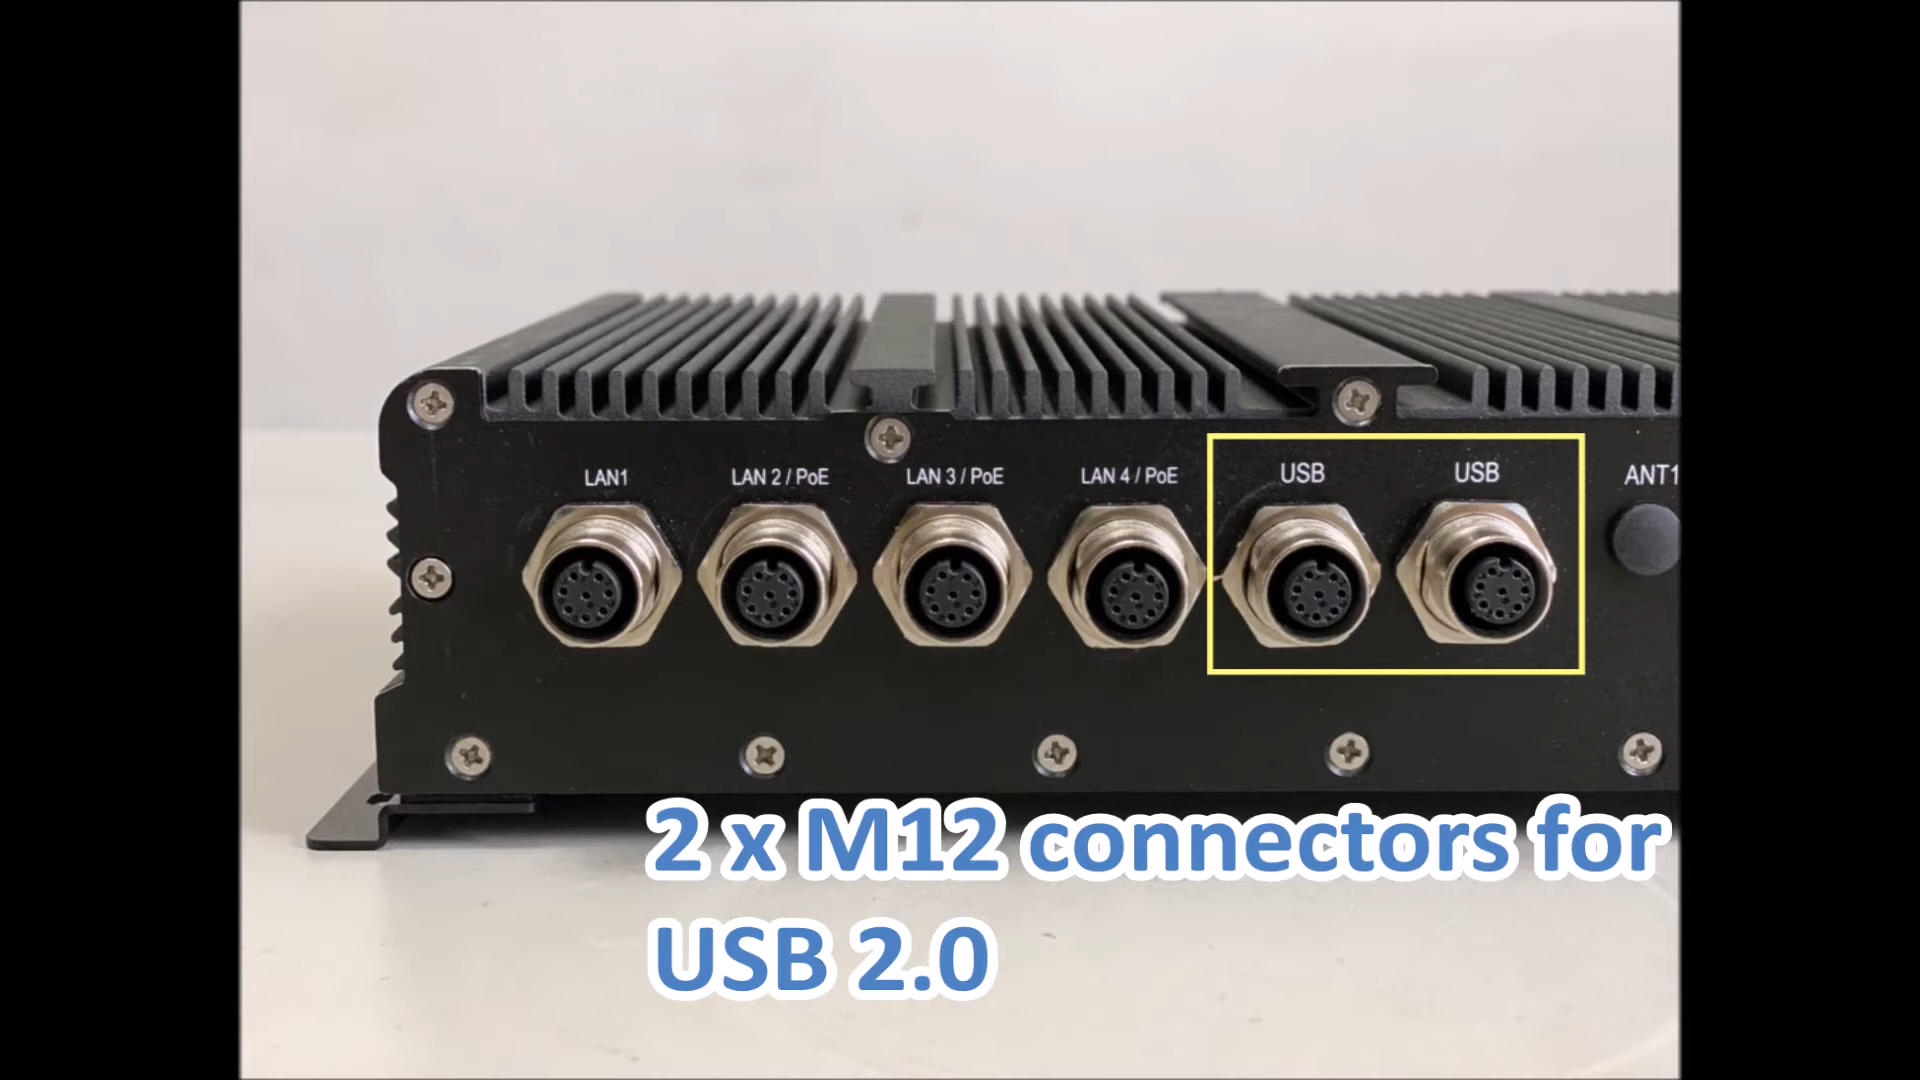 LAN1
LAN 2 / PoE
LAN 3 / PoE
LAN 4 / PoE
USB
USB
ANT1
2 x M12 connectors for
USB 2.0